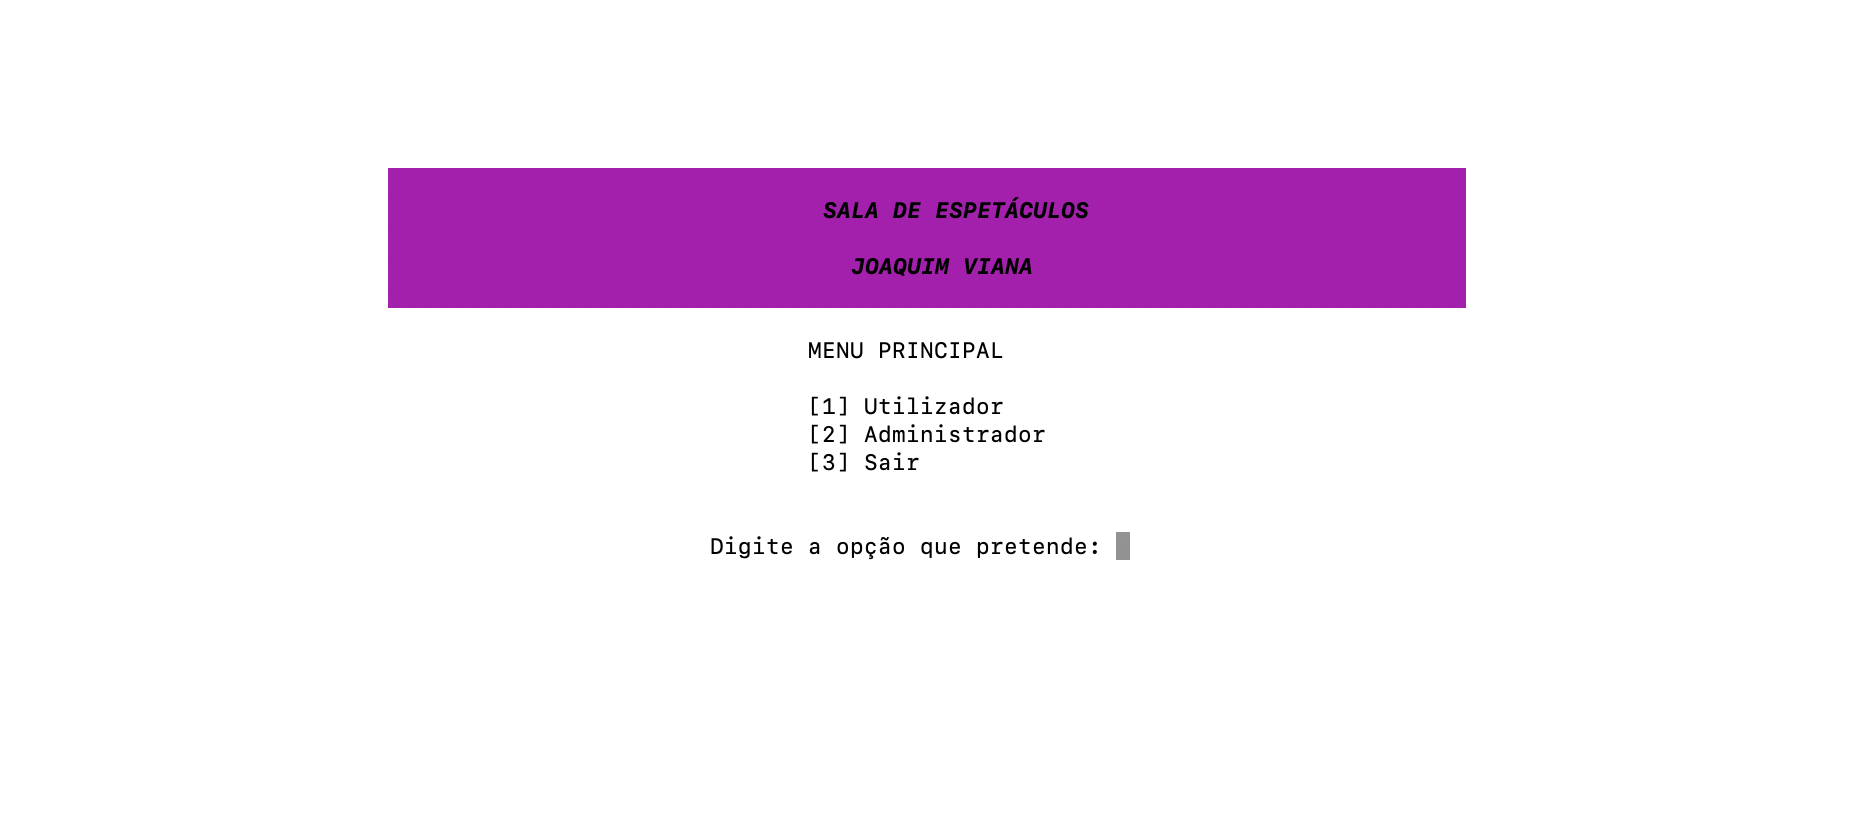 SALA DE ESPETÁCULOS
JOAQUIM VIANA
MENU PRINCIPAL
[1] Utilizador
[2] Administrador
[3] Sair
Digite a opção que pretende: